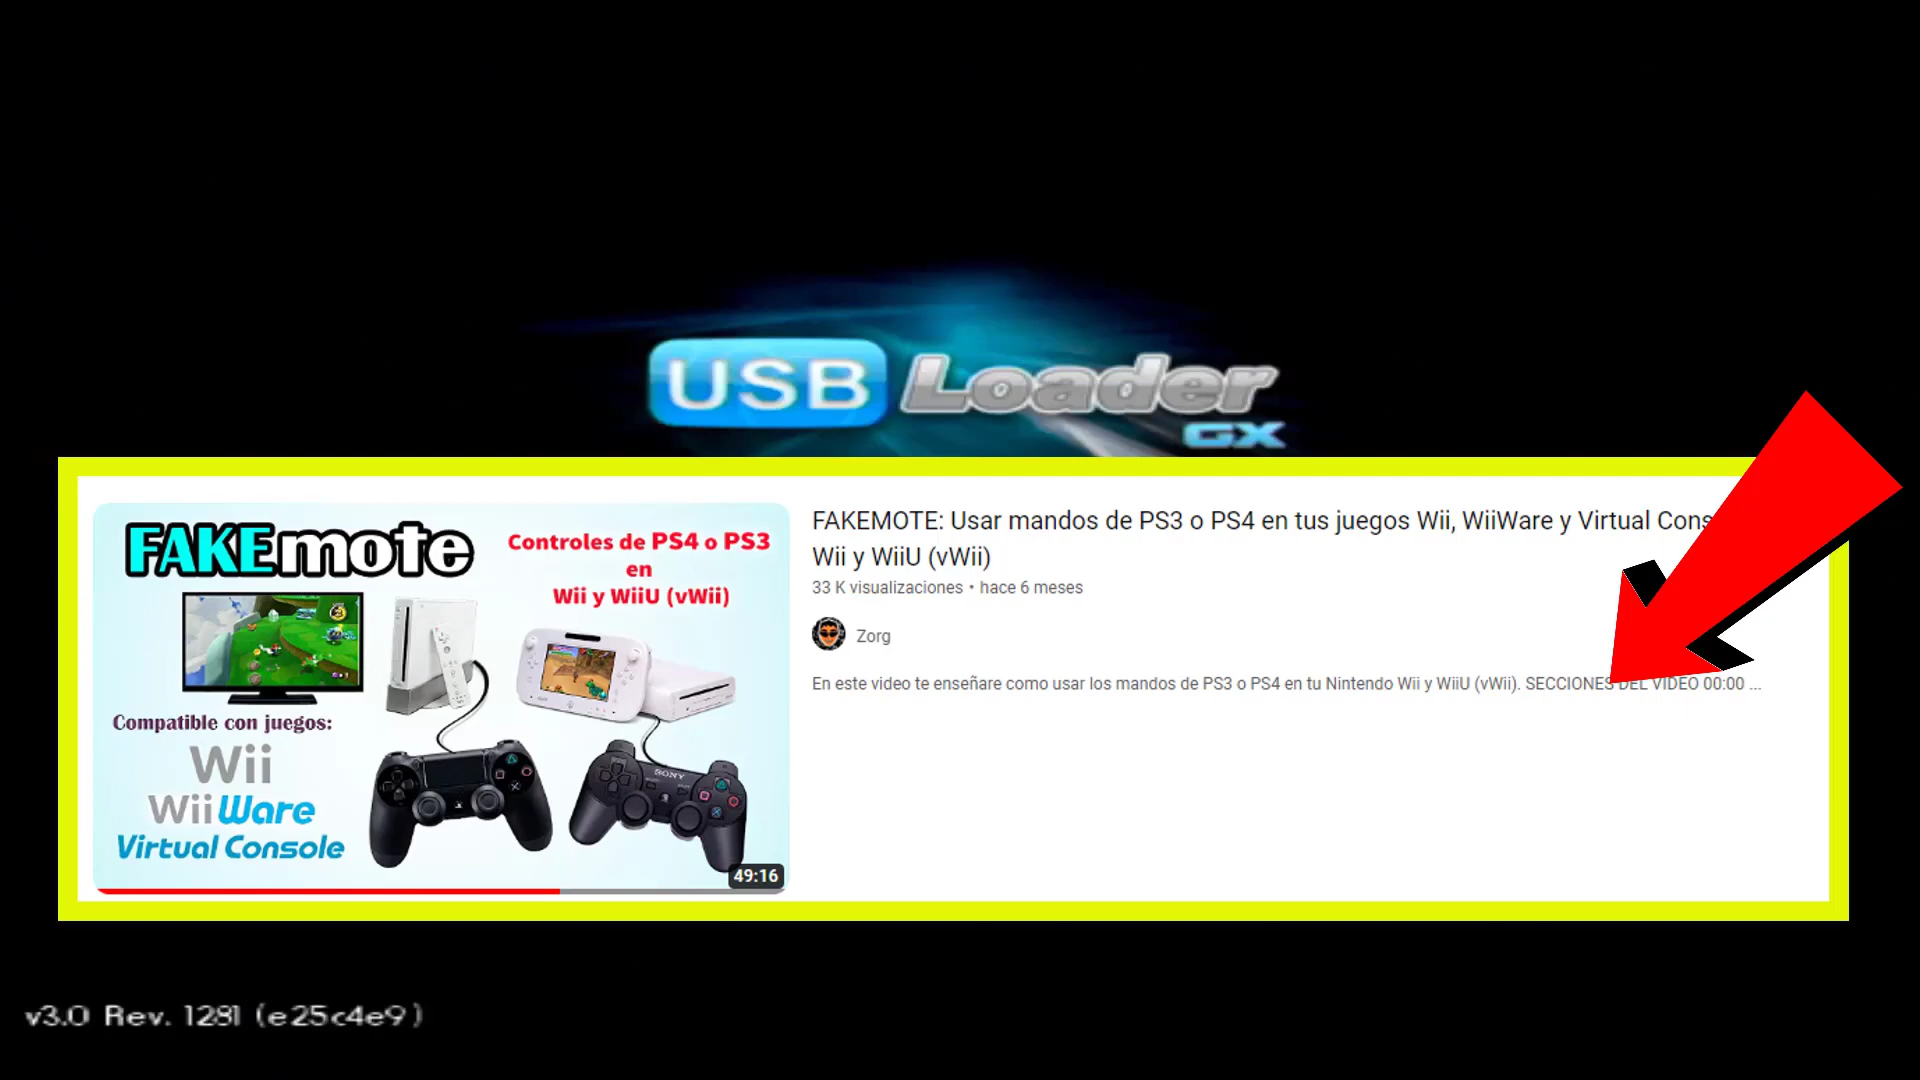 USB Loader
GX
FAKEmote
Controles de PS4 o PS3
en
Wii y WiiU (vWii)
Compatible con juegos:
Wii
WiiWare
Virtual Console
SONY
49:16
FAKEMOTE: Usar mandos de PS3 o PS4 en tus juegos Wii, WiiWare y Virtual
Wii y WiiU (vWii)
33 K visualizaciones • hace 6 meses
Zorg
En este video te enseñare como usar los mandos de PS3 o PS4 en tu Nintendo Wii y WiiU (vWii). SECCIONES DEL VIDEO 00:00 ...
v3.0 Rev. 1281 (e25c4e9)